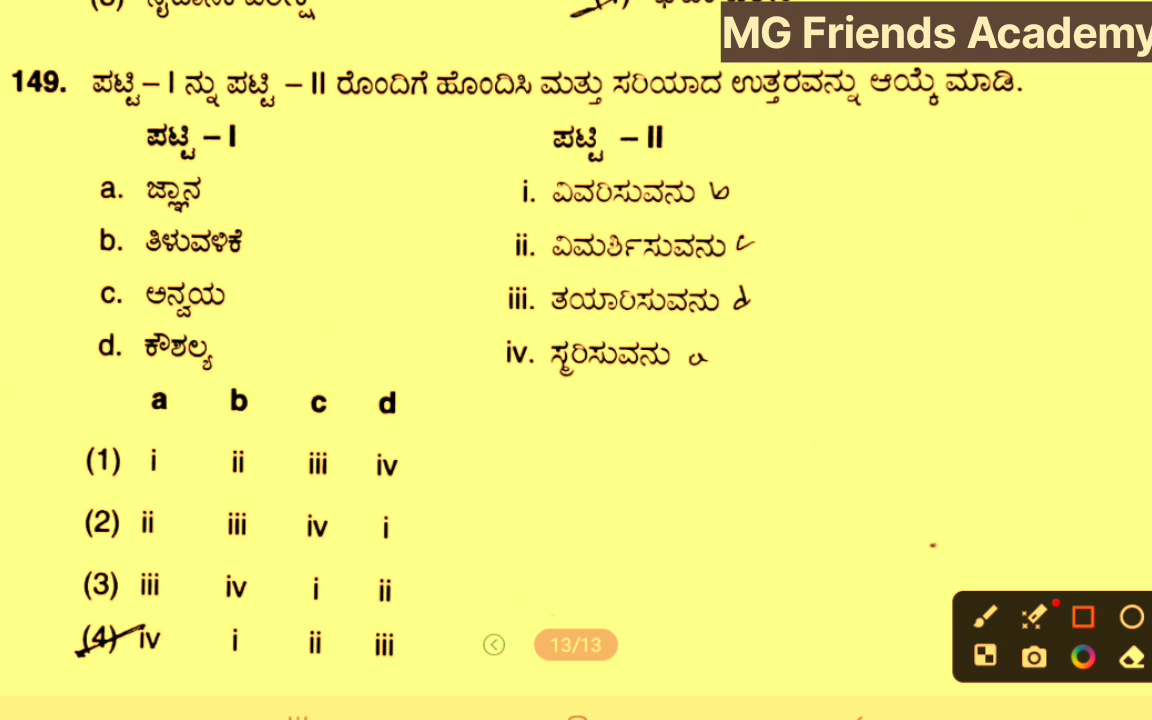 MG Friends Academy
149. ಪಟ್ಟಿ – I ನ್ನು ಪಟ್ಟಿ – II ರೊಂದಿಗೆ ಹೊಂದಿಸಿ ಮತ್ತು ಸರಿಯಾದ ಉತ್ತರವನ್ನು ಆಯ್ಕೆ ಮಾಡಿ.
ಪಟ್ಟಿ – I ಪಟ್ಟಿ – II
a. ಜ್ಞಾನ i. ವಿವರಿಸುವನು b
b. ತಿಳುವಳಿಕೆ ii. ವಿಮರ್ಶಿಸುವನು c
c. ಅನ್ವಯ iii. ತಯಾರಿಸುವನು d
d. ಕೌಶಲ್ಯ iv. ಸ್ಮರಿಸುವನು a
a b c d
(1) i ii iii iv
(2) ii iii iv i
(3) iii iv i ii
(4) iv i ii iii
13/13